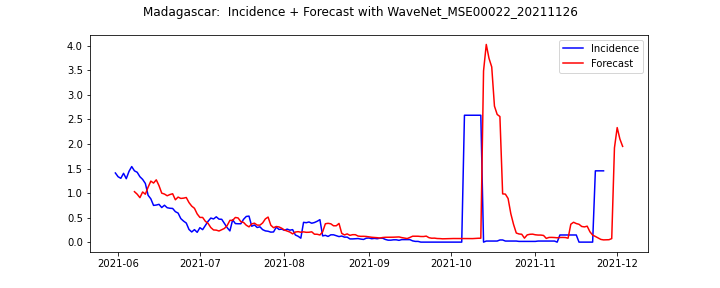 Madagascar:  Incidence + Forecast with WaveNet_MSE00022_20211126
Incidence
Forecast
4.0
3.5
3.0
2.5
2.0
1.5
1.0
0.5
0.0
2021-06 2021-07 2021-08 2021-09 2021-10 2021-11 2021-12